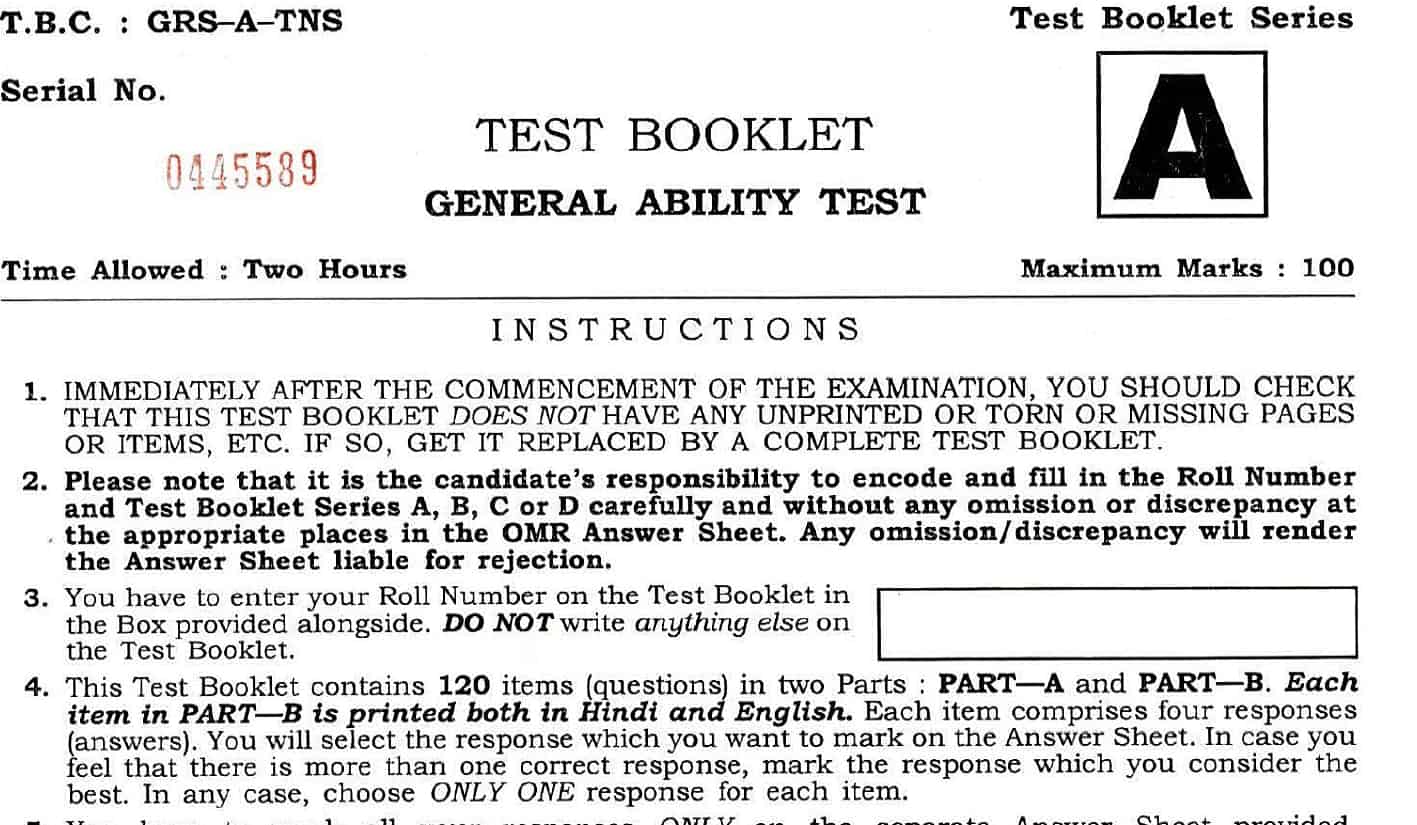 T.B.C. : GRS–A–TNS
Test Booklet Series
Serial No.
A
TEST BOOKLET
0445589
GENERAL ABILITY TEST
Time Allowed : Two Hours
Maximum Marks : 100
INSTRUCTIONS
1. IMMEDIATELY AFTER THE COMMENCEMENT OF THE EXAMINATION, YOU SHOULD CHECK
THAT THIS TEST BOOKLET DOES NOT HAVE ANY UNPRINTED OR TORN OR MISSING PAGES
OR ITEMS, ETC. IF SO, GET IT REPLACED BY A COMPLETE TEST BOOKLET.
2. Please note that it is the candidate's responsibility to encode and fill in the Roll Number
and Test Booklet Series A, B, C or D carefully and without any omission or discrepancy at
the appropriate places in the OMR Answer Sheet. Any omission/discrepancy will render
the Answer Sheet liable for rejection.
3. You have to enter your Roll Number on the Test Booklet in
the Box provided alongside. DO NOT write anything else on
the Test Booklet.
4. This Test Booklet contains 120 items (questions) in two Parts : PART—A and PART—B. Each
item in PART—B is printed both in Hindi and English. Each item comprises four responses
(answers). You will select the response which you want to mark on the Answer Sheet. In case you
feel that there is more than one correct response, mark the response which you consider the
best. In any case, choose ONLY ONE response for each item.